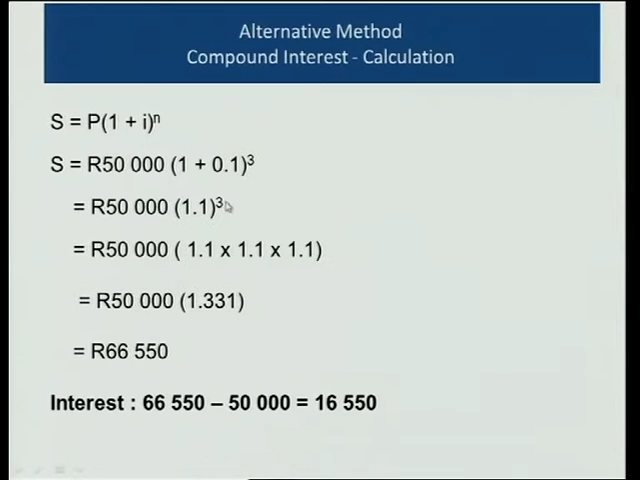 Alternative Method
Compound Interest - Calculation
S = P(1 + i)ⁿ
S = R50 000 (1 + 0.1)³
= R50 000 (1.1)³
= R50 000 ( 1.1 x 1.1 x 1.1)
= R50 000 (1.331)
= R66 550
Interest : 66 550 – 50 000 = 16 550